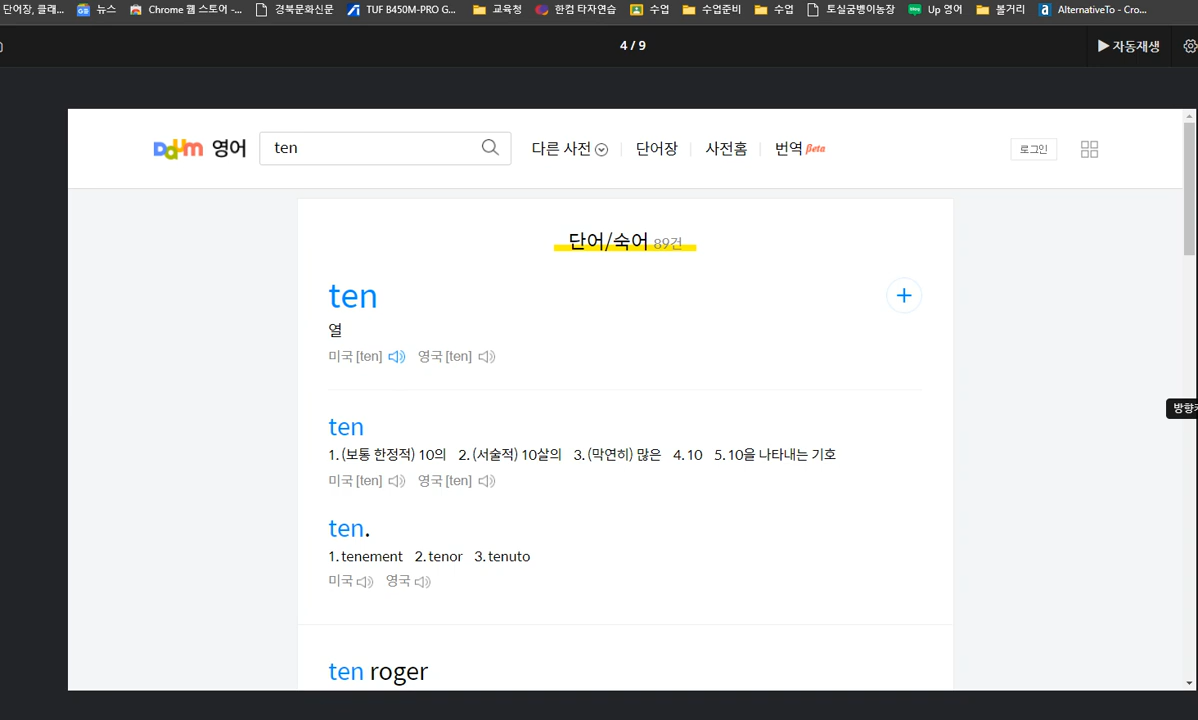 단어장, 클래... 뉴스 Chrome 웹 스토어 -... 경북문화신문 TUF B450M-PRO G... 교육청 한컴 타자연습 수업 수업준비 수업 토실굼벵이농장 Up 영어 볼거리 AlternativeTo - Cro...
4 / 9
자동재생
Daum 영어 ten 다른 사전 단어장 사전홈 번역 Beta 로그인
단어/숙어 89건
ten
열
미국 [ten] 영국 [ten]
방향키
ten
1. (보통 한정적) 10의 2. (서술적) 10살의 3. (막연히) 많은 4. 10 5. 10을 나타내는 기호
미국 [ten] 영국 [ten]
ten.
1. tenement 2. tenor 3. tenuto
미국 영국
ten roger